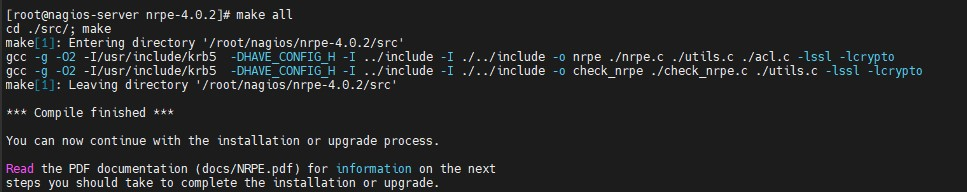 [root@nagios-server nrpe-4.0.2]# make all
cd ./src/; make
make[1]: Entering directory '/root/nagios/nrpe-4.0.2/src'
gcc -g -O2 -I/usr/include/krb5  -DHAVE_CONFIG_H -I ../include -I ./../include -o nrpe ./nrpe.c ./utils.c ./acl.c -lssl -lcrypto
gcc -g -O2 -I/usr/include/krb5  -DHAVE_CONFIG_H -I ../include -I ./../include -o check_nrpe ./check_nrpe.c ./utils.c -lssl -lcrypto
make[1]: Leaving directory '/root/nagios/nrpe-4.0.2/src'

*** Compile finished ***

You can now continue with the installation or upgrade process.

Read the PDF documentation (docs/NRPE.pdf) for information on the next
steps you should take to complete the installation or upgrade.